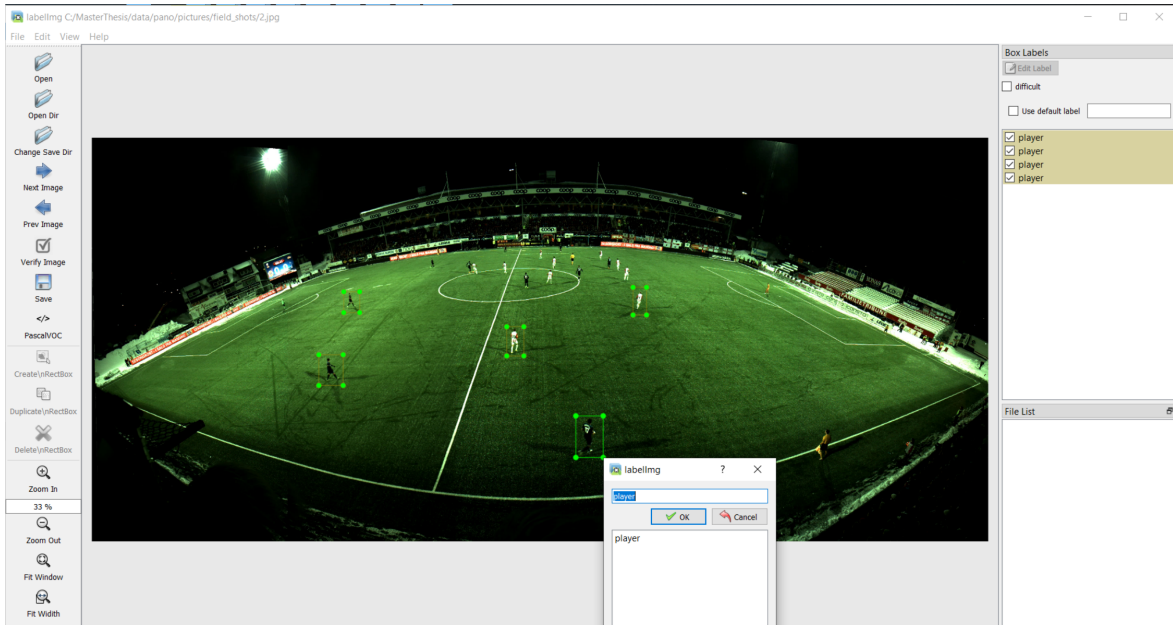 labelImg C:/MasterThesis/data/pano/pictures/field_shots/2.jpg
File Edit View Help
Open
Open Dir
Change Save Dir
Next Image
Prev Image
Verify Image
Save
</>
PascalVOC
Create\nRectBox
Duplicate\nRectBox
Delete\nRectBox
Zoom In
33 %
Zoom Out
Fit Window
Fit Width
COOP
labelImg
?
player
OK Cancel
player
Box Labels
Edit Label
difficult
Use default label
player
player
player
player
File List